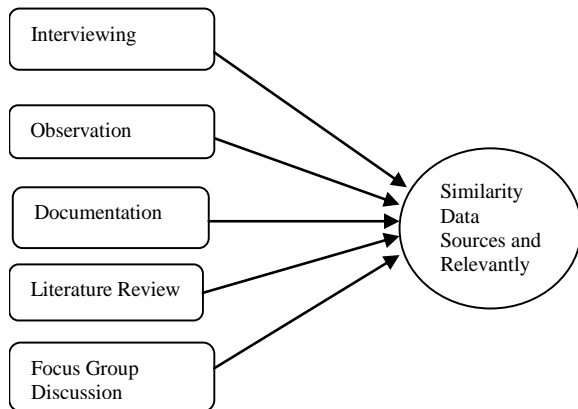 Interviewing
Observation
Documentation
Literature Review
Focus Group
Discussion
Similarity
Data
Sources and
Relevantly